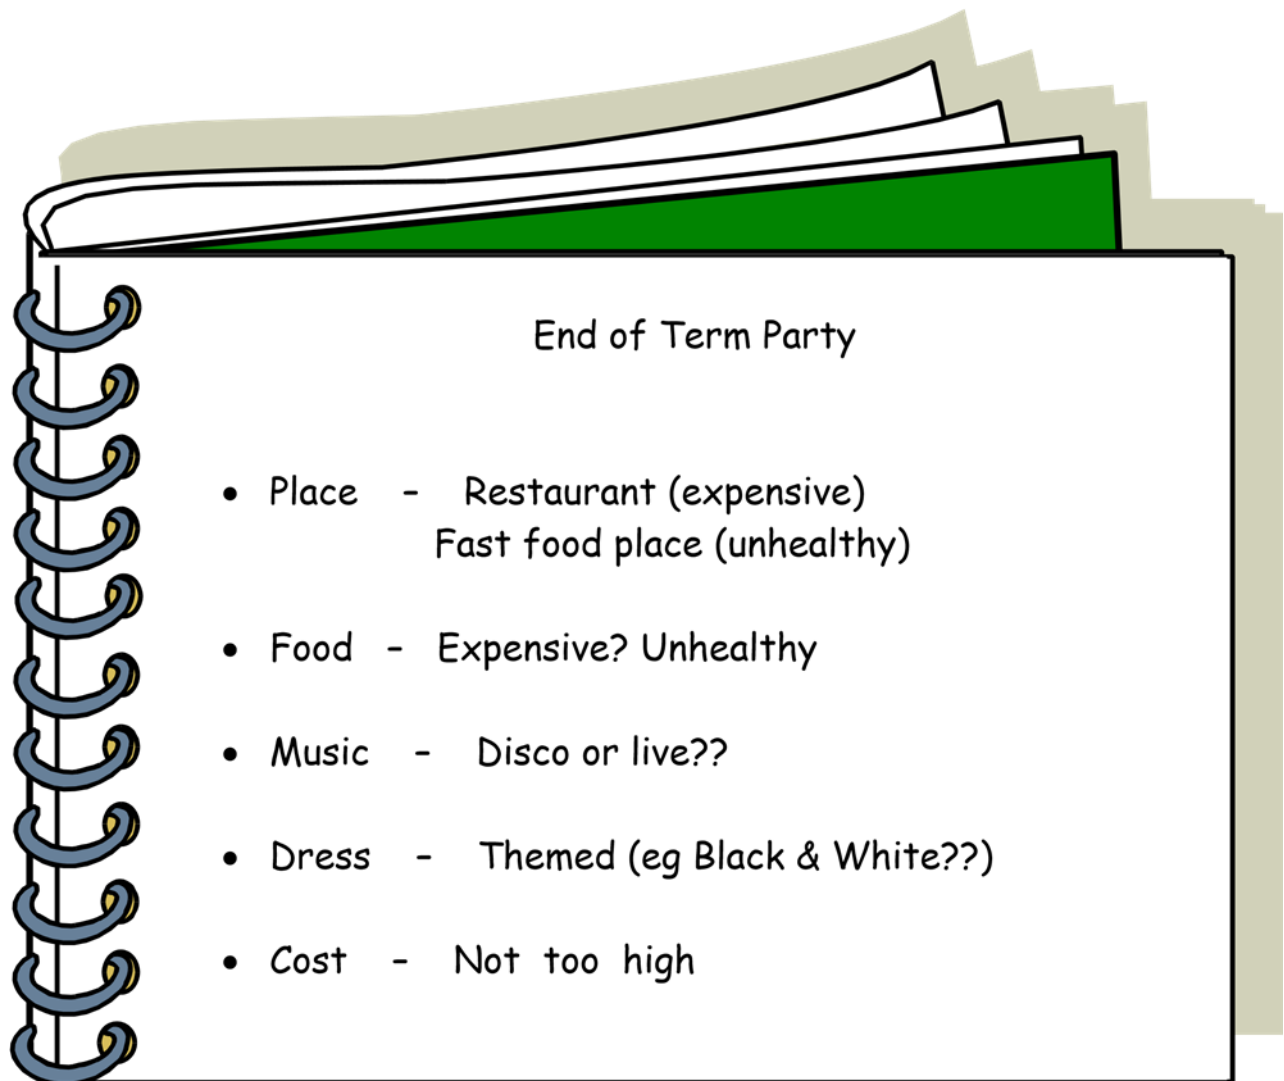 End of Term Party
• Place - Restaurant (expensive)
Fast food place (unhealthy)
• Food - Expensive? Unhealthy
• Music - Disco or live??
• Dress - Themed (eg Black & White??)
• Cost - Not too high